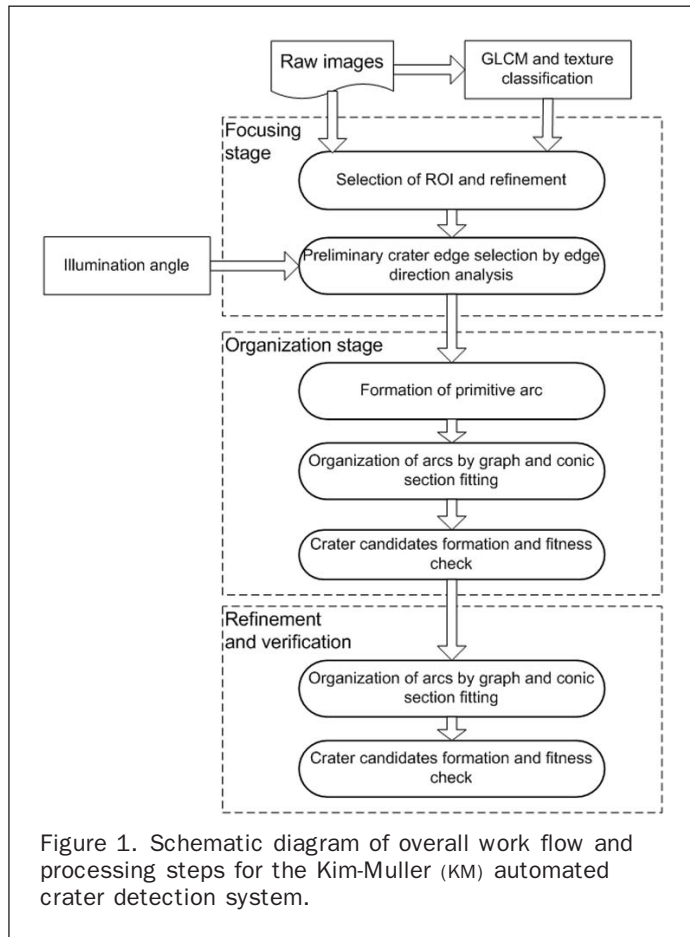 Raw images
GLCM and texture
classification
Focusing
stage
Selection of ROI and refinement
Illumination angle
Preliminary crater edge selection by edge
direction analysis
Organization stage
Formation of primitive arc
Organization of arcs by graph and conic
section fitting
Crater candidates formation and fitness
check
Refinement
and verification
Organization of arcs by graph and conic
section fitting
Crater candidates formation and fitness
check
Figure 1. Schematic diagram of overall work flow and
processing steps for the Kim-Muller (KM) automated
crater detection system.